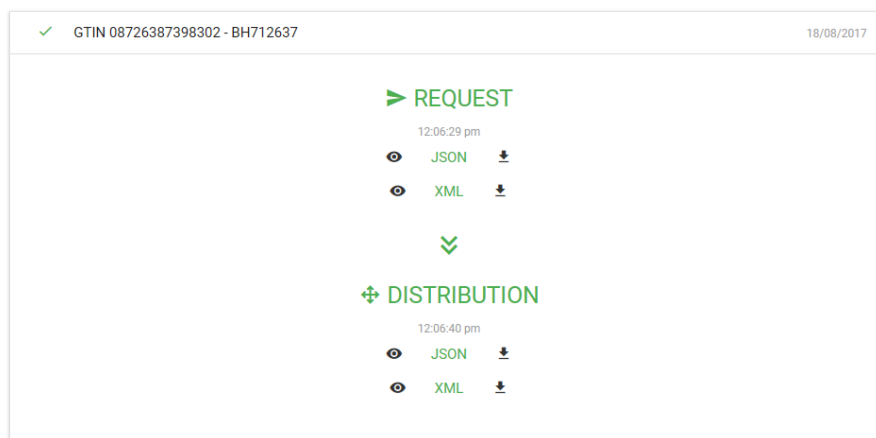 GTIN 08726387398302 - BH712637 18/08/2017
REQUEST
12:06:29 pm
JSON
XML
DISTRIBUTION
12:06:40 pm
JSON
XML